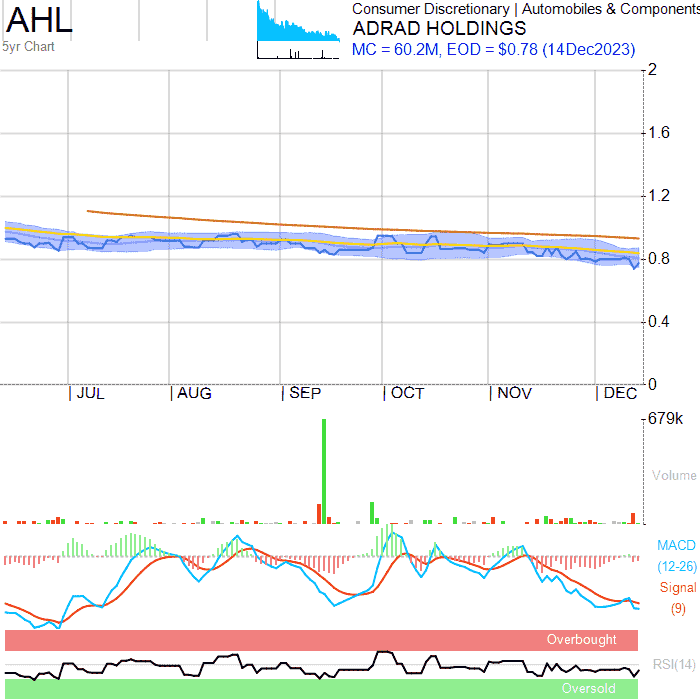 AHL
5yr Chart
Consumer Discretionary | Automobiles & Components
ADRAD HOLDINGS
MC = 60.2M, EOD = $0.78 (14Dec2023)
2
1.6
1.2
0.8
0.4
0
| JUL | AUG | SEP | OCT | NOV | DEC
679k
Volume
MACD
(12-26)
Signal
(9)
Overbought
RSI(14)
Oversold